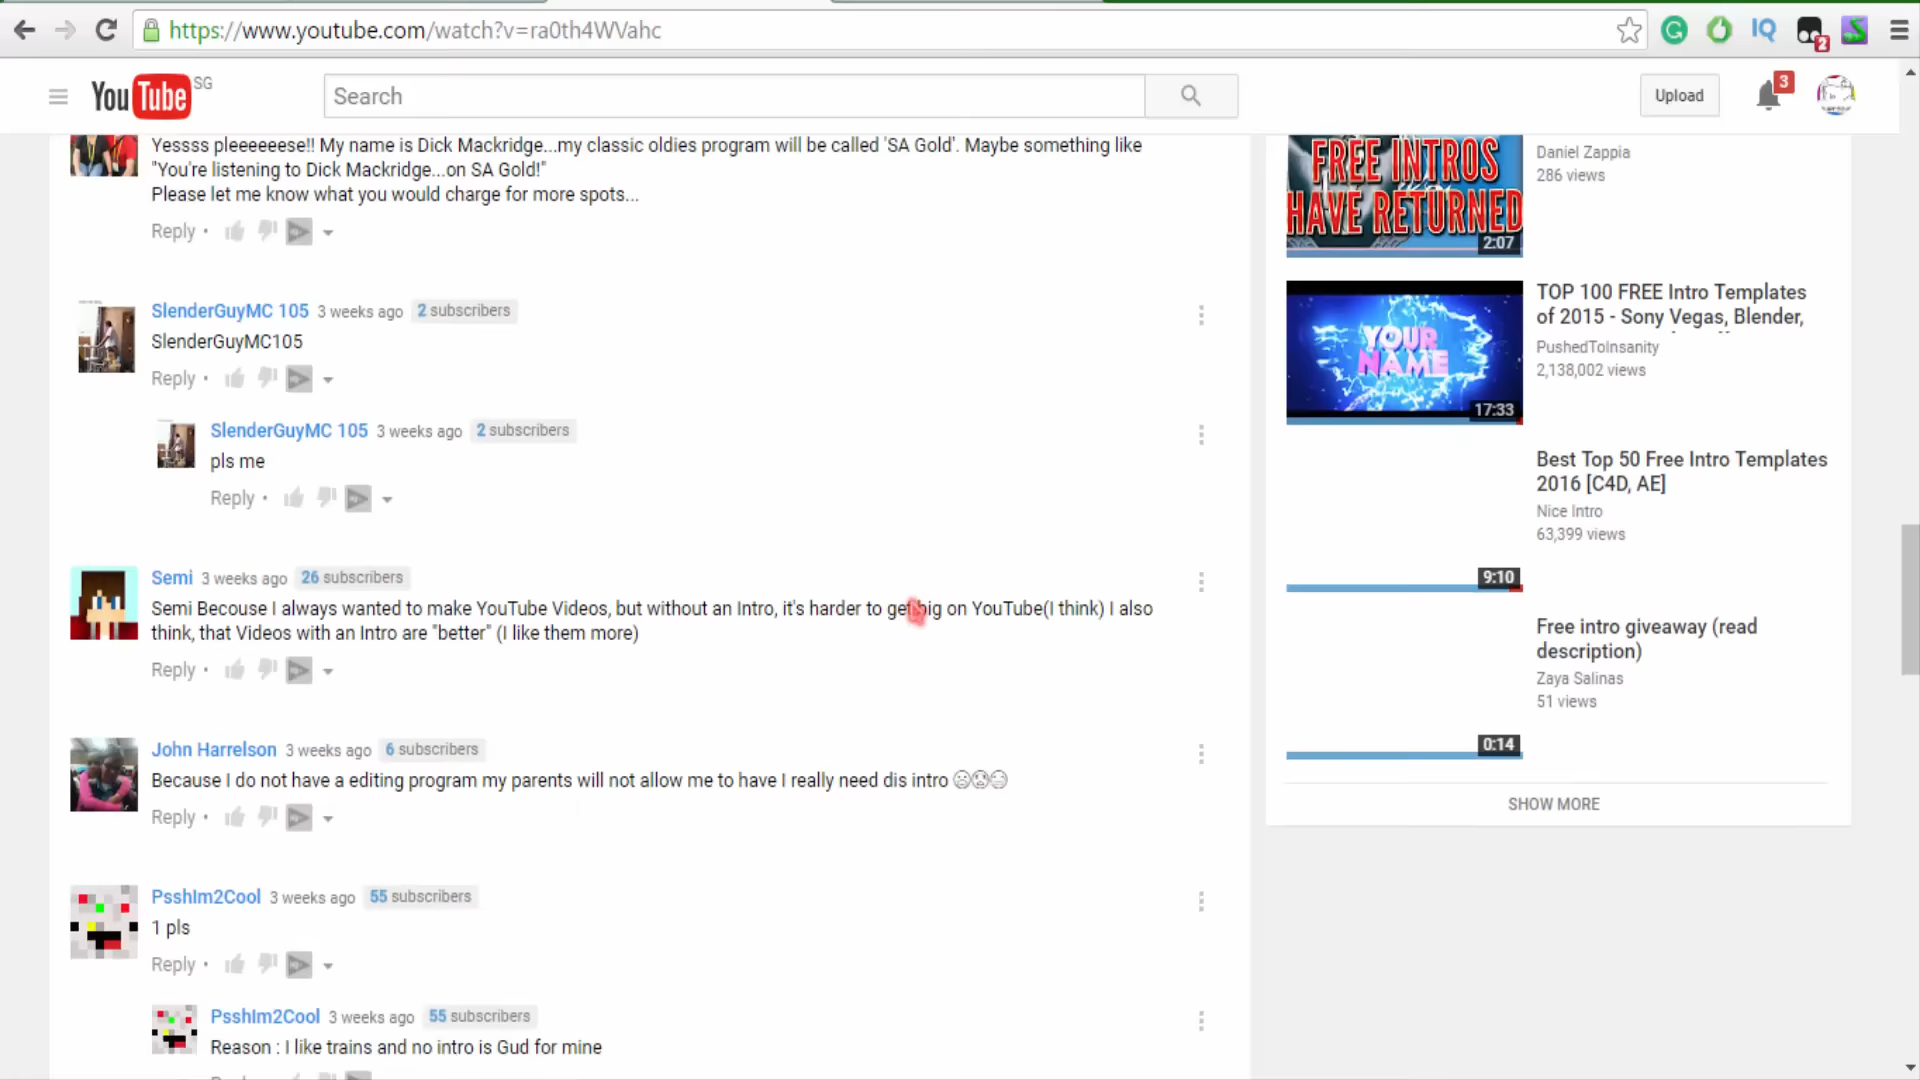 https://www.youtube.com/watch?v=ra0th4WVahc
IQ
2
YouTube SG
Search
Upload
3
Yessss pleeeeeese!! My name is Dick Mackridge...my classic oldies program will be called 'SA Gold'. Maybe something like
"You're listening to Dick Mackridge...on SA Gold!"
Please let me know what you would charge for more spots...
Reply •
SlenderGuyMC 105 3 weeks ago 2 subscribers
SlenderGuyMC105
Reply •
SlenderGuyMC 105 3 weeks ago 2 subscribers
pls me
Reply •
Semi 3 weeks ago 26 subscribers
Semi Becouse I always wanted to make YouTube Videos, but without an Intro, it's harder to get big on YouTube(I think) I also
think, that Videos with an Intro are "better" (I like them more)
Reply •
John Harrelson 3 weeks ago 6 subscribers
Because I do not have a editing program my parents will not allow me to have I really need dis intro
Reply •
PsshIm2Cool 3 weeks ago 55 subscribers
1 pls
Reply •
PsshIm2Cool 3 weeks ago 55 subscribers
Reason : I like trains and no intro is Gud for mine
FREE INTROS
HAVE RETURNED
2:07
Daniel Zappia
286 views
YOUR
NAME
17:33
TOP 100 FREE Intro Templates
of 2015 - Sony Vegas, Blender,
PushedToInsanity
2,138,002 views
Best Top 50 Free Intro Templates
2016 [C4D, AE]
Nice Intro
63,399 views
9:10
Free intro giveaway (read
description)
Zaya Salinas
51 views
0:14
SHOW MORE